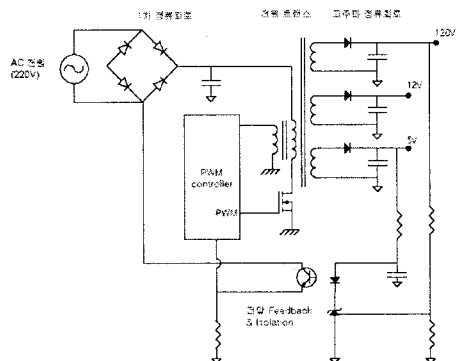 1차 정류회로
전원 트랜스
고주파 정류회로
120V
AC 전원
(220V)
12V
5V
PWM
controller
PWM
전압 Feedback
& Isolation